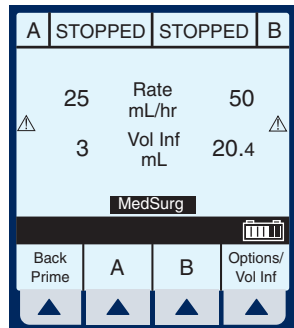 A STOPPED STOPPED B
25 Rate mL/hr 50
3 Vol Inf mL 20.4
MedSurg
Back Prime A B Options/ Vol Inf